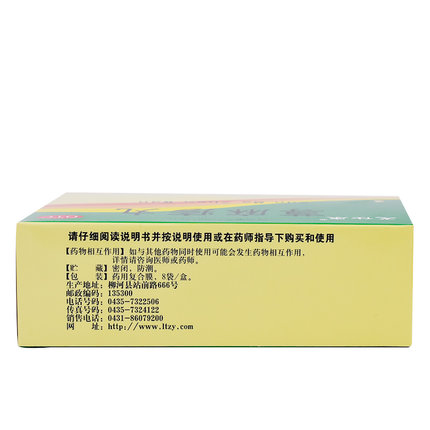 OTC
请仔细阅读说明书并按说明使用或在药师指导下购买和使用
【药物相互作用】如与其他药物同时使用可能会发生药物相互作用，
详情请咨询医师或药师。
【贮　　藏】密闭、防潮。
【包　　装】药用复合膜、8袋/盒。
生产地址：柳河县站前路666号
邮政编码：135300
电话号码：0435-7322506
传真号码：0435-7324122
销售电话：0431-86079200
网　　址：http://www.ltzy.com